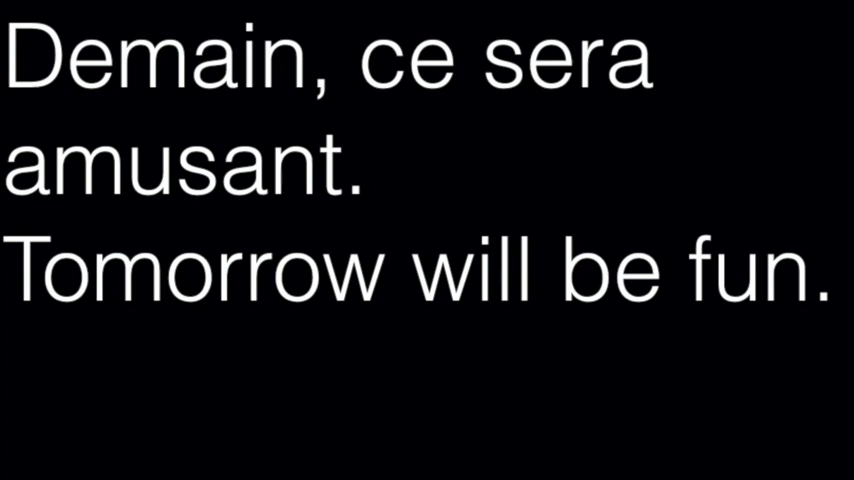 Demain, ce sera
amusant.
Tomorrow will be fun.